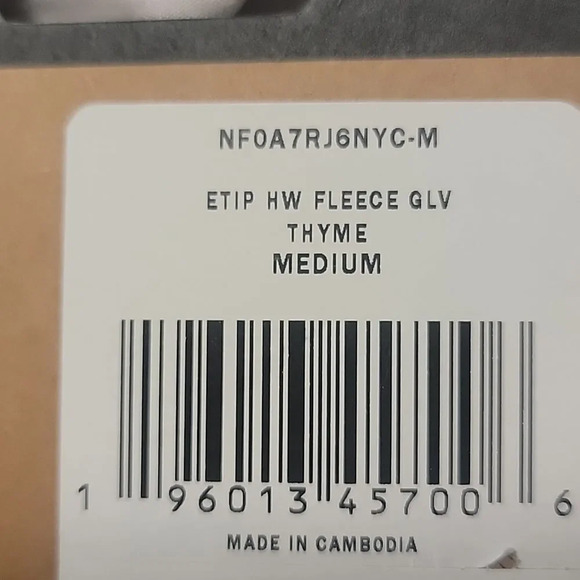 NF0A7RJ6NYC-M
ETIP HW FLEECE GLV
THYME
MEDIUM
1 96013 45700 6
MADE IN CAMBODIA